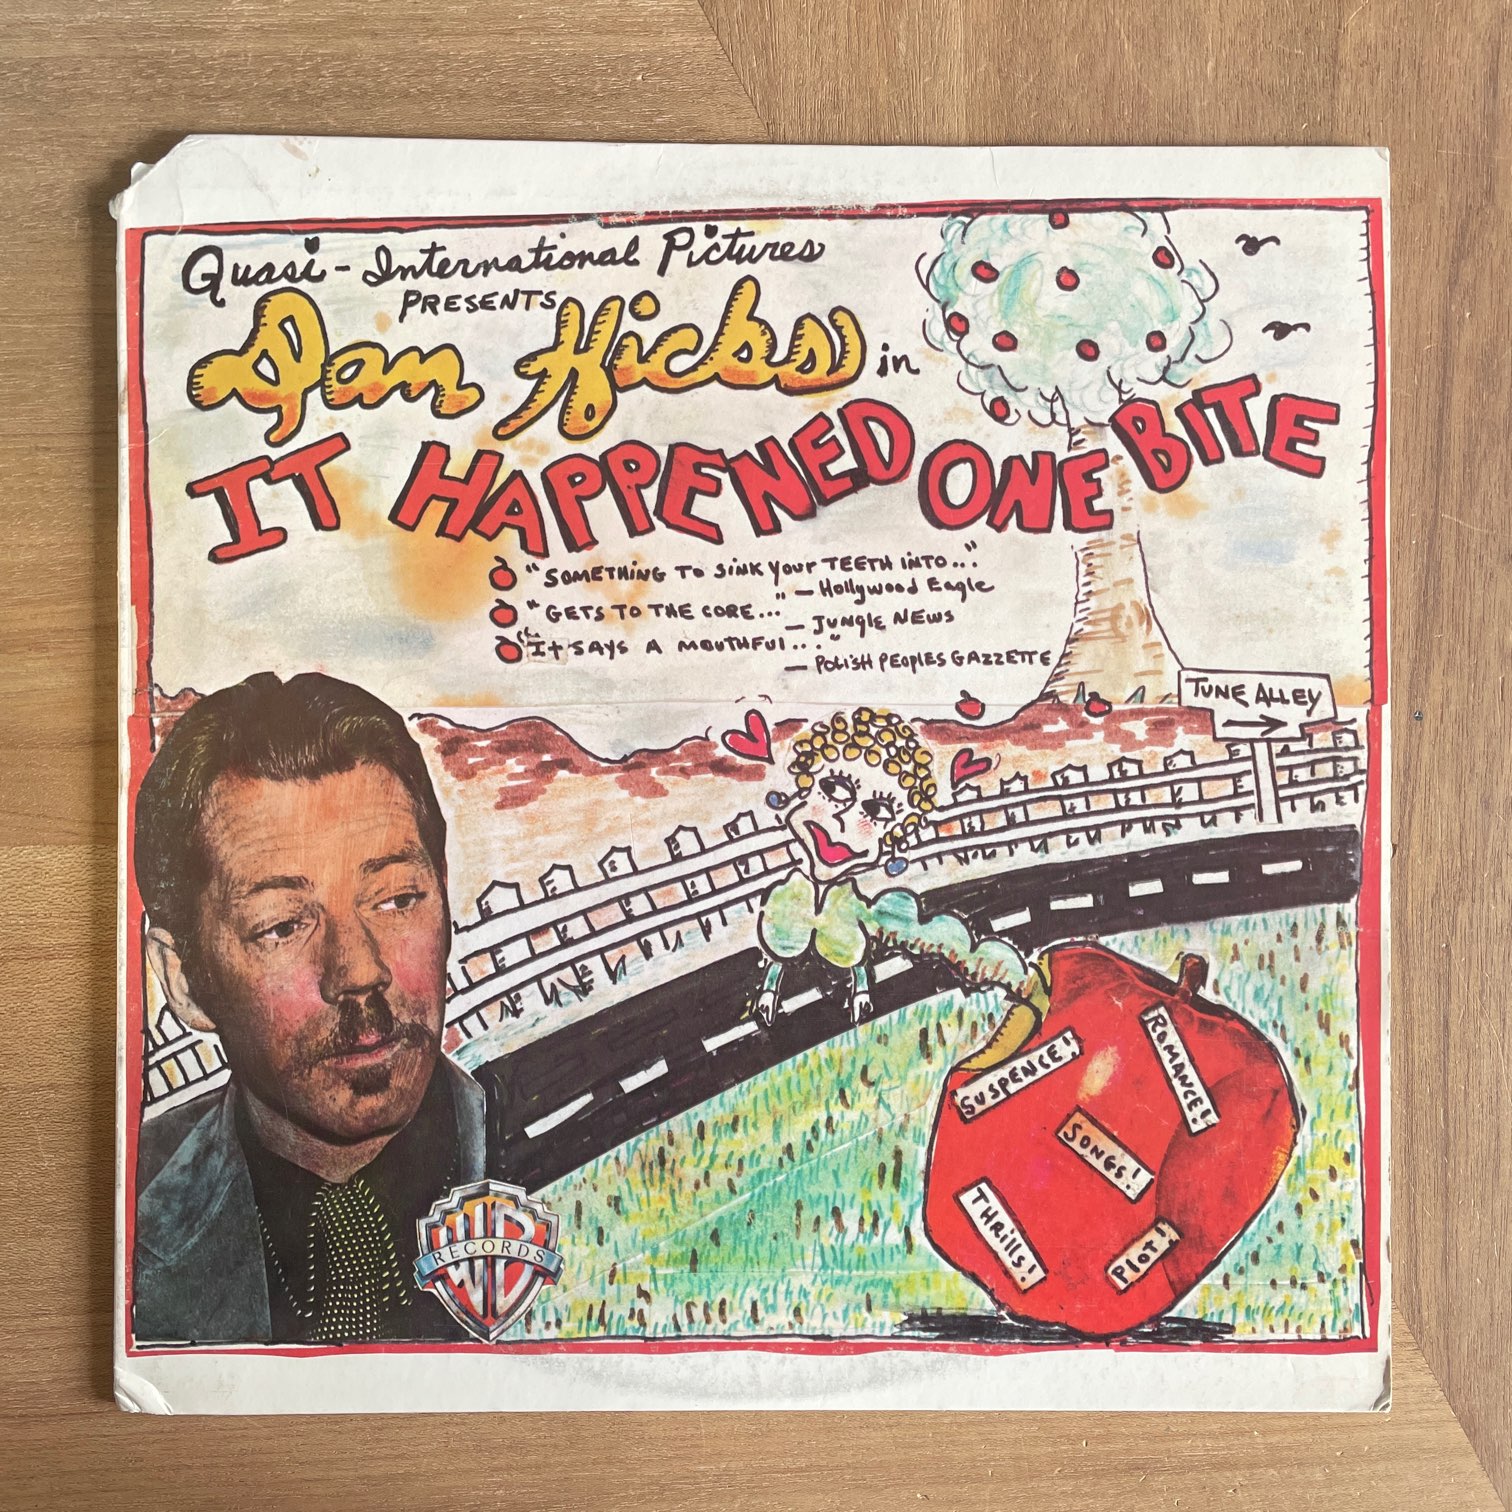 Quasi-International Pictures
PRESENTS
Dan Hicks in
IT HAPPENED ONE BITE
"SOMETHING TO SINK YOUR TEETH INTO..."
— Hollywood Eagle
"GETS TO THE CORE..."
— JUNGLE NEWS
"It SAYS A MOUTHFUL..."
— POLISH PEOPLES GAZZETTE
TUNE ALLEY
SUSPENCE!
ROMANCE!
SONGS!
THRILLS!
PLOT!
WB
RECORDS